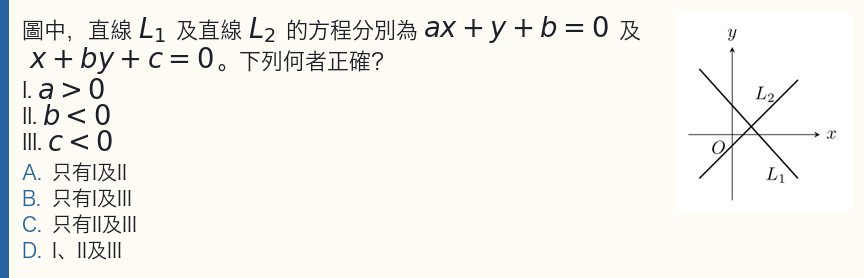 圖中，直線 L₁ 及直線 L₂ 的方程分別為 ax + y + b = 0 及
x + by + c = 0。下列何者正確?
I. a > 0
II. b < 0
III. c < 0
A. 只有I及II
B. 只有I及III
C. 只有II及III
D. I、II及III
y
L₂
x
O
L₁